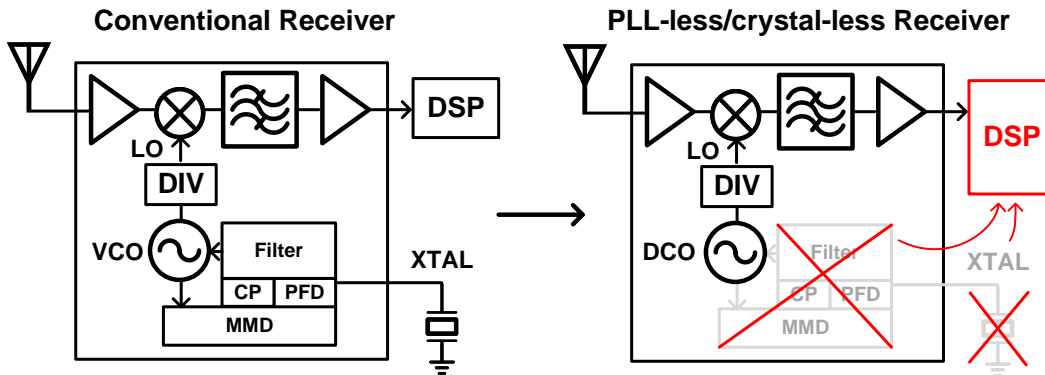 Conventional Receiver
LO
DSP
DIV
VCO
Filter
XTAL
CP
PFD
MMD
PLL-less/crystal-less Receiver
LO
DSP
DIV
DCO
Filter
XTAL
CP
PFD
MMD